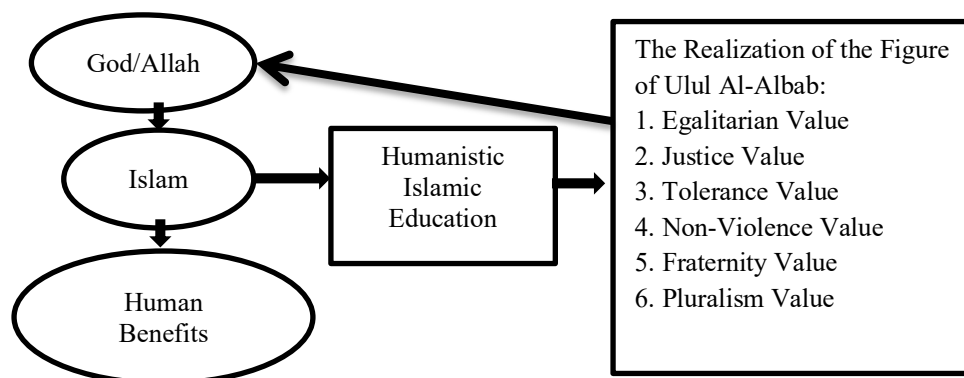 God/Allah
Islam
Human
Benefits
Humanistic
Islamic
Education
The Realization of the Figure
of Ulul Al-Albab:
1. Egalitarian Value
2. Justice Value
3. Tolerance Value
4. Non-Violence Value
5. Fraternity Value
6. Pluralism Value